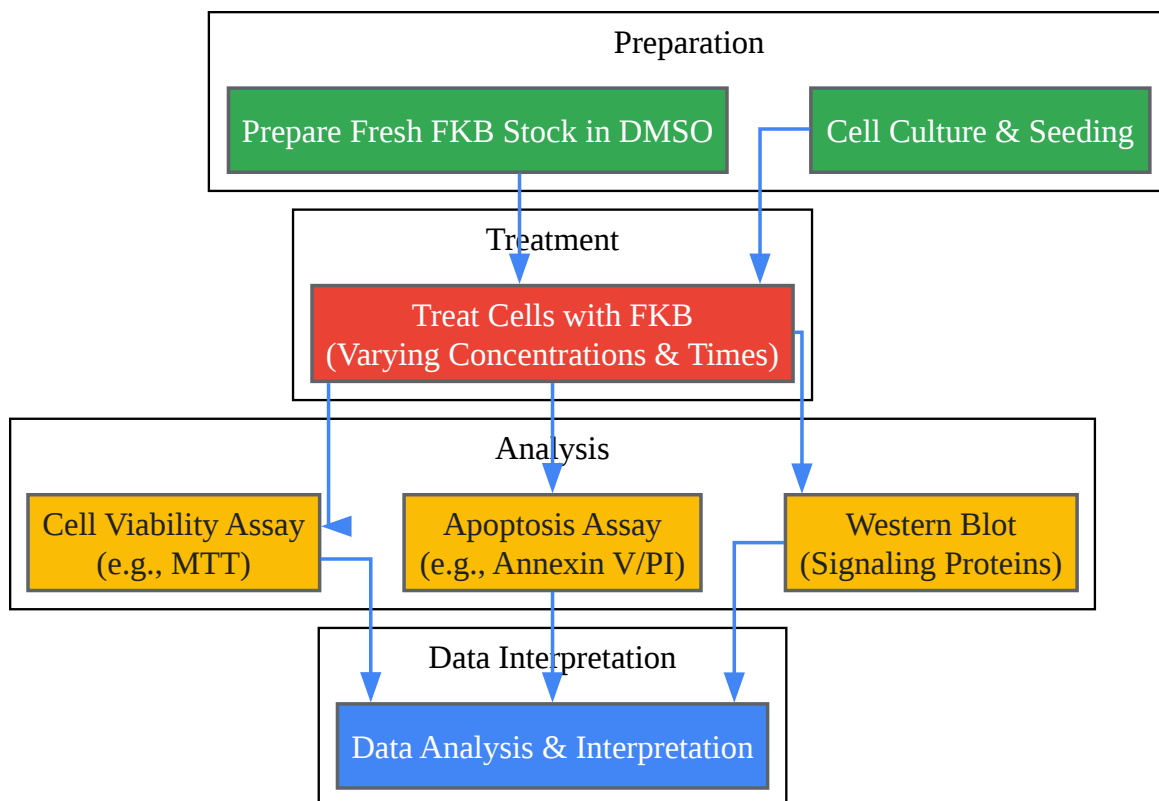 Preparation
Prepare Fresh FKB Stock in DMSO
Cell Culture & Seeding
Treatment
Treat Cells with FKB
(Varying Concentrations & Times)
Analysis
Cell Viability Assay
(e.g., MTT)
Apoptosis Assay
(e.g., Annexin V/PI)
Western Blot
(Signaling Proteins)
Data Interpretation
Data Analysis & Interpretation